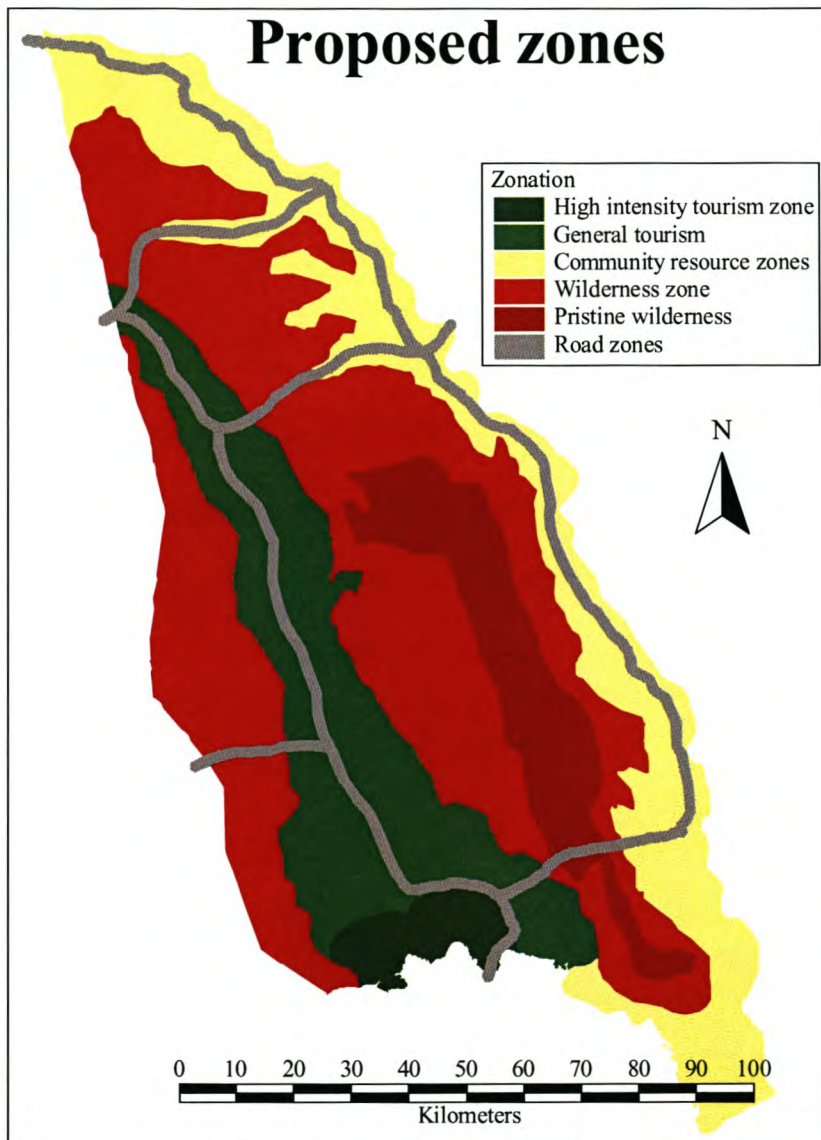 Proposed zones
Zonation
High intensity tourism zone
General tourism
Community resource zones
Wilderness zone
Pristine wilderness
Road zones
N
0 10 20 30 40 50 60 70 80 90 100
Kilometers